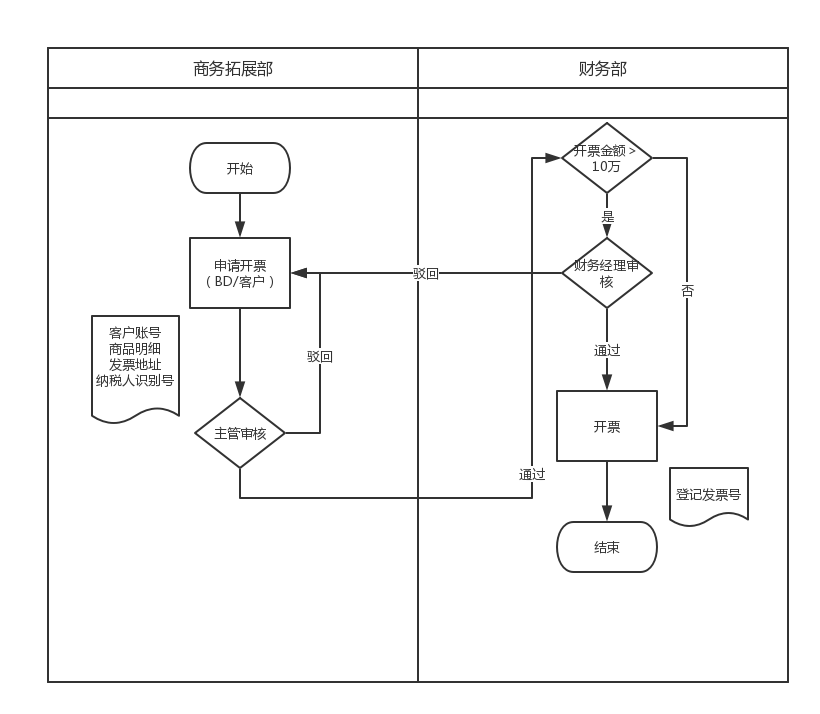 商务拓展部
财务部
开始
申请开票
（BD/客户）
客户账号
商品明细
发票地址
纳税人识别号
驳回
主管审核
驳回
通过
开票金额＞
10万
是
财务经理审
核
否
通过
开票
登记发票号
结束